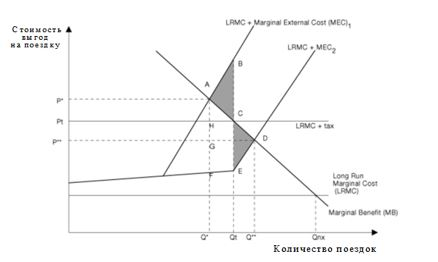 Стоимость
выгод
на поездку
LRMC + Marginal External Cost (MEC)1
LRMC + MEC2
B
A
P*
C
Pt
H
LRMC + tax
P**
G
D
F
E
Long Run
Marginal Cost
(LRMC)
Marginal Benefit (MB)
Q*
Qt
Q**
Qnx
Количество поездок